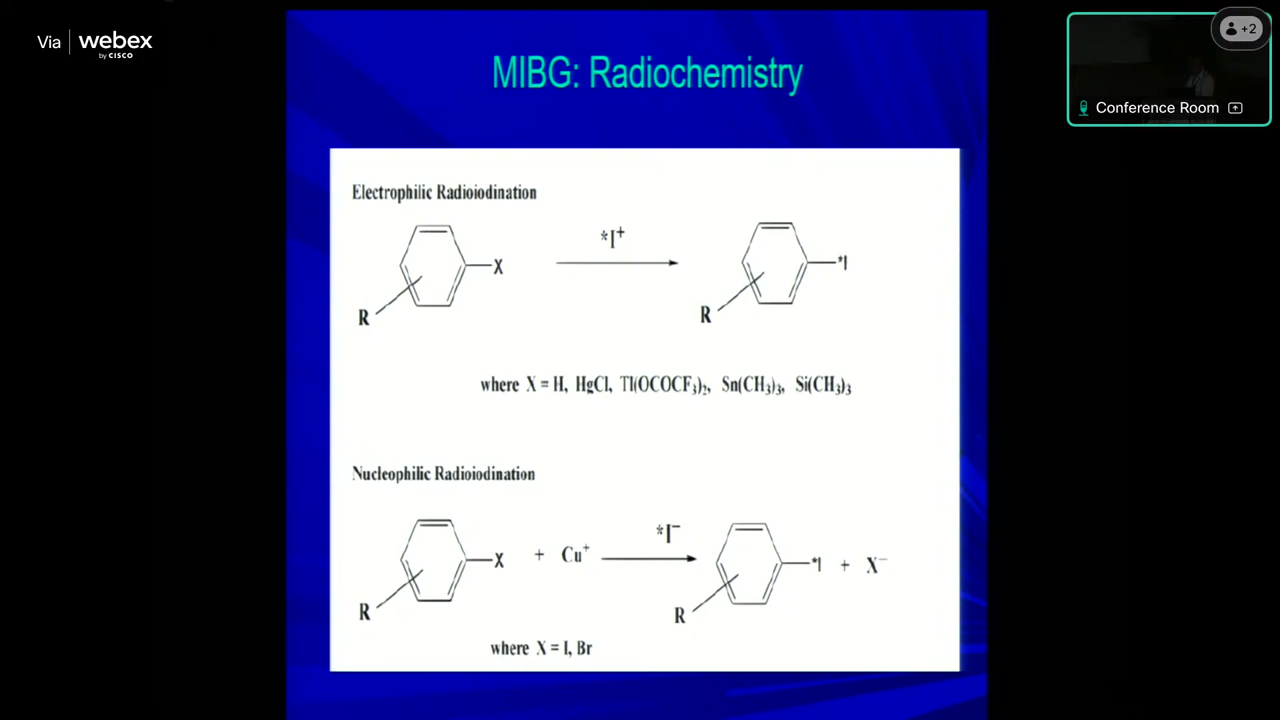 Via webex
by CISCO
+2
Conference Room
MIBG: Radiochemistry
Electrophilic Radioiodination
X
R
*I⁺
*I
R
where X = H, HgCl, Tl(OCOCF₃)₂, Sn(CH₃)₃, Si(CH₃)₃
Nucleophilic Radioiodination
X + Cu⁺
R
*I⁻
*I + X⁻
R
where X = I, Br